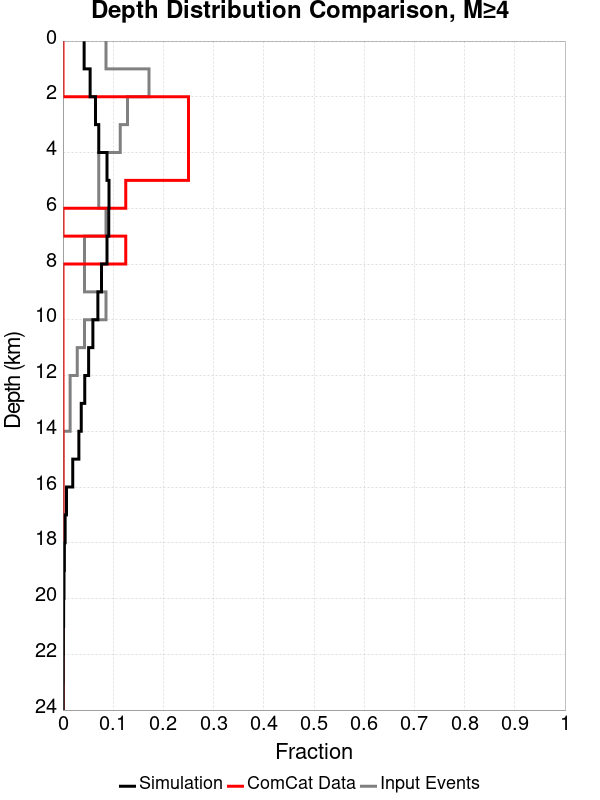 Depth Distribution Comparison, M≥4
0
2
4
6
8
10
12
14
16
18
20
22
24
Depth (km)
0 0.1 0.2 0.3 0.4 0.5 0.6 0.7 0.8 0.9 1
Fraction
Simulation ComCat Data Input Events